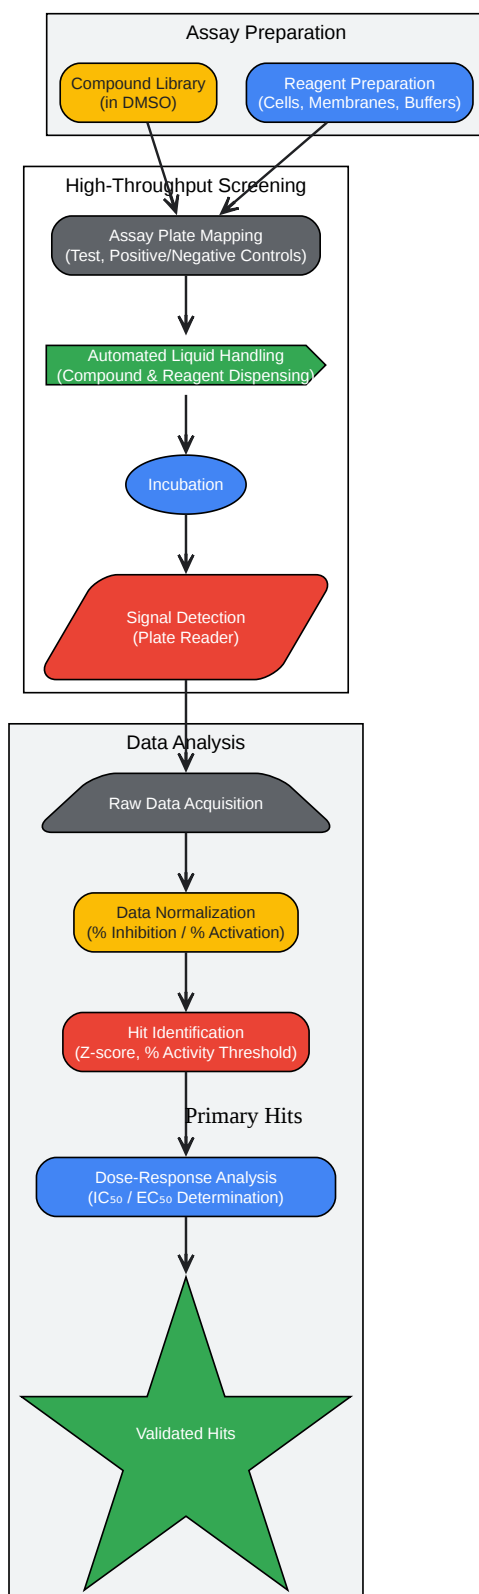 Assay Preparation
Compound Library
(in DMSO)
Reagent Preparation
(Cells, Membranes, Buffers)
High-Throughput Screening
Assay Plate Mapping
(Test, Positive/Negative Controls)
Automated Liquid Handling
(Compound & Reagent Dispensing)
Incubation
Signal Detection
(Plate Reader)
Data Analysis
Raw Data Acquisition
Data Normalization
(% Inhibition / % Activation)
Hit Identification
(Z-score, % Activity Threshold)
Primary Hits
Dose-Response Analysis
(IC₅₀ / EC₅₀ Determination)
Validated Hits